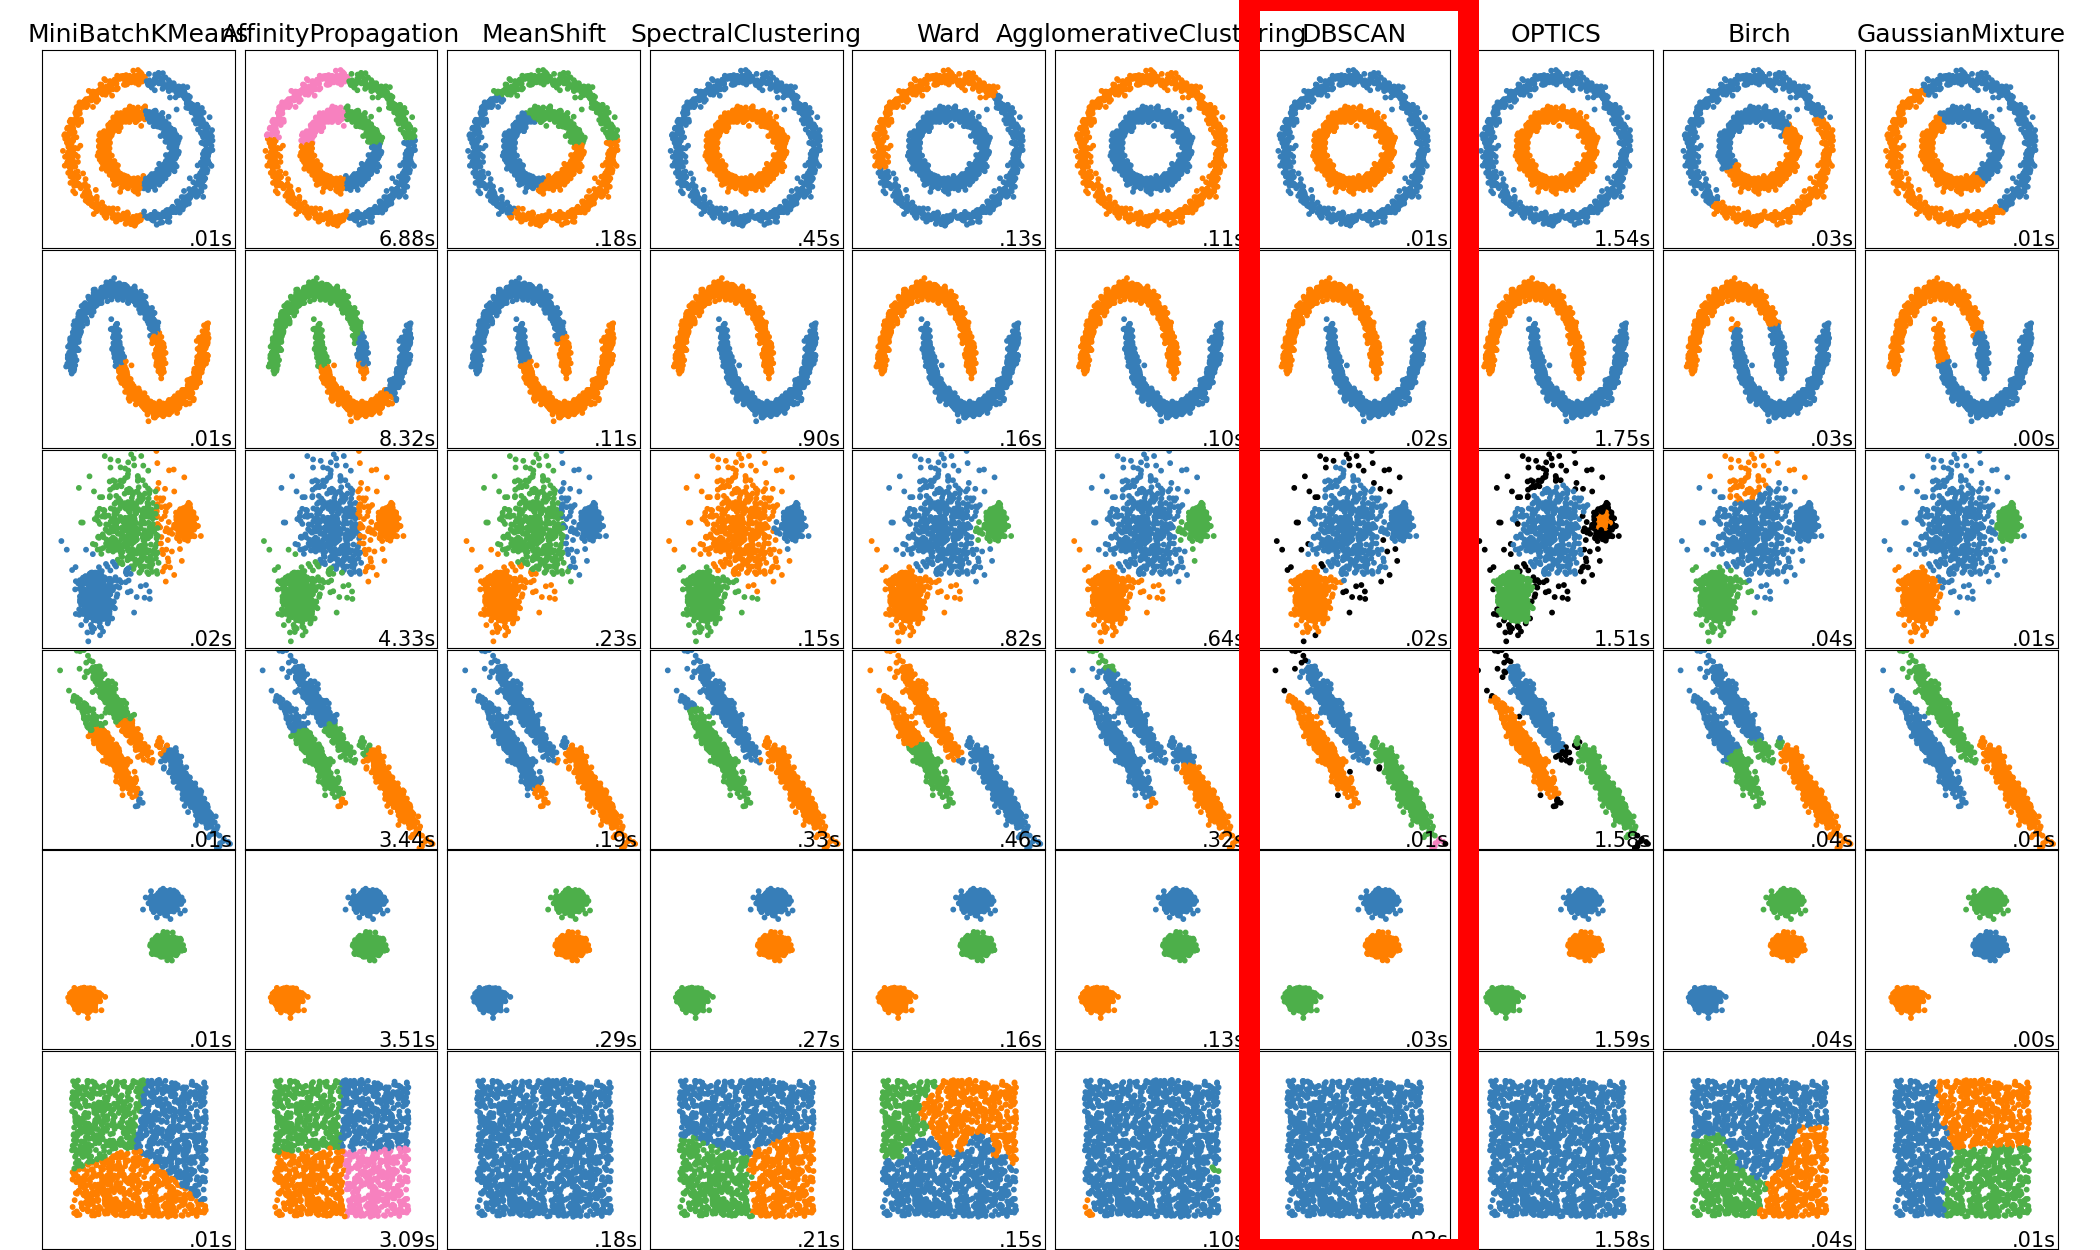 MiniBatchKMeans AffinityPropagation MeanShift SpectralClustering Ward AgglomerativeClustering DBSCAN OPTICS Birch GaussianMixture
.01s 6.88s .18s .45s .13s .11s .01s 1.54s .03s .01s
.01s 8.32s .11s .90s .16s .10s .02s 1.75s .03s .00s
.02s 4.33s .23s .15s .82s .64s .02s 1.51s .04s .01s
.01s 3.44s .19s .33s .46s .32s .01s 1.58s .04s .01s
.01s 3.51s .29s .27s .16s .13s .03s 1.59s .04s .00s
.01s 3.09s .18s .21s .15s .10s .02s 1.58s .04s .01s